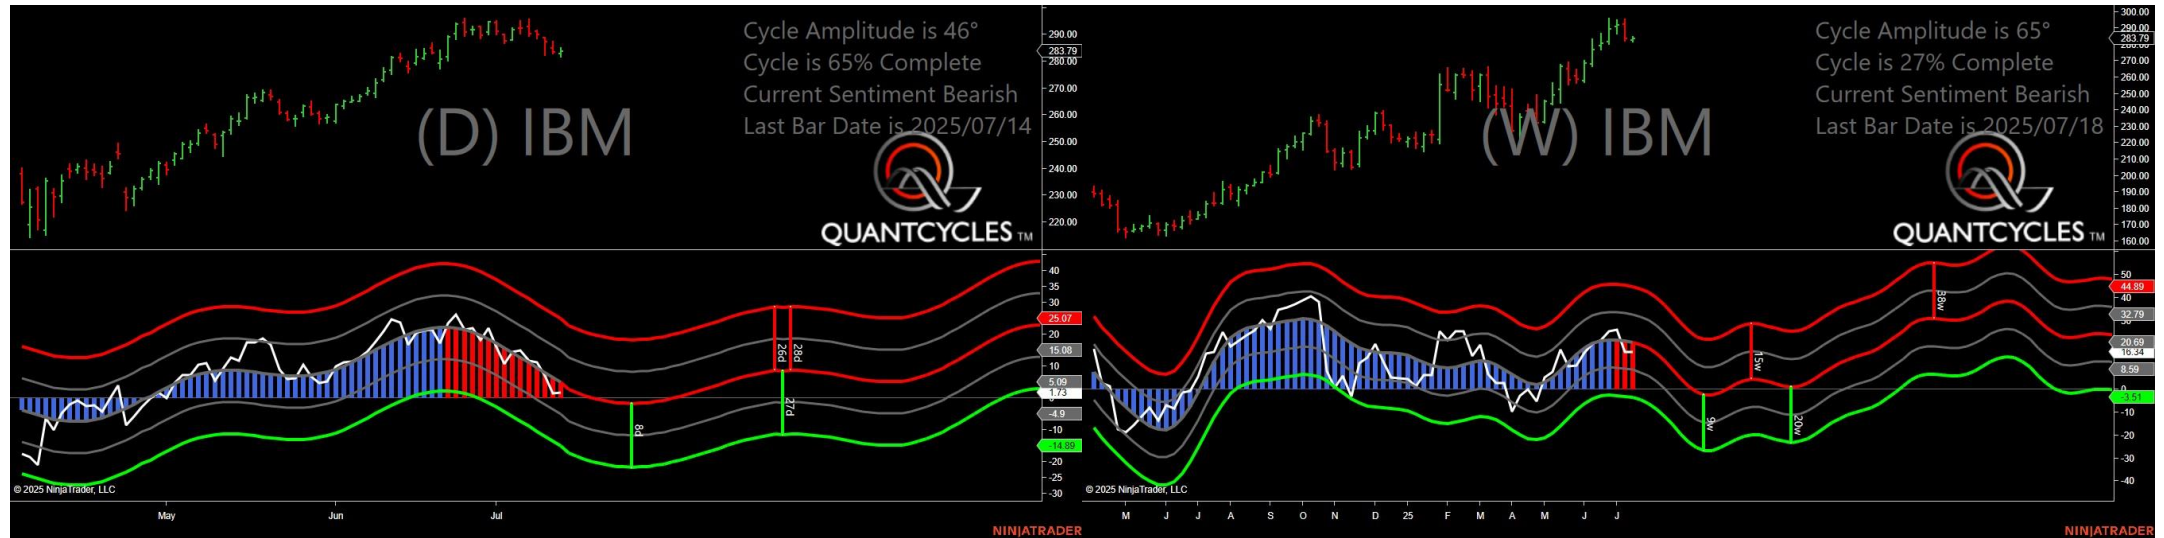 Cycle Amplitude is 46°
Cycle is 65% Complete
Current Sentiment Bearish
Last Bar Date is 2025/07/14
(D) IBM
QUANTCYCLES TM
290.00
283.79
280.00
270.00
260.00
250.00
240.00
230.00
220.00
40
35
30
25.07
20
15.08
10
5.09
1.73
-4.9
-10
-14.89
-20
-25
-30
8d
26d
28d
27d
© 2025 NinjaTrader, LLC
May Jun Jul
NINJATRADER
Cycle Amplitude is 65°
Cycle is 27% Complete
Current Sentiment Bearish
Last Bar Date is 2025/07/18
(W) IBM
QUANTCYCLES TM
300.00
290.00
283.79
270.00
260.00
250.00
240.00
230.00
220.00
210.00
200.00
190.00
180.00
170.00
160.00
50
44.89
40
32.79
20.69
16.34
8.59
0
-3.51
-10
-20
-30
-40
9w
15w
20w
38w
© 2025 NinjaTrader, LLC
M J J A S O N D 25 F M A M J J
NINJATRADER